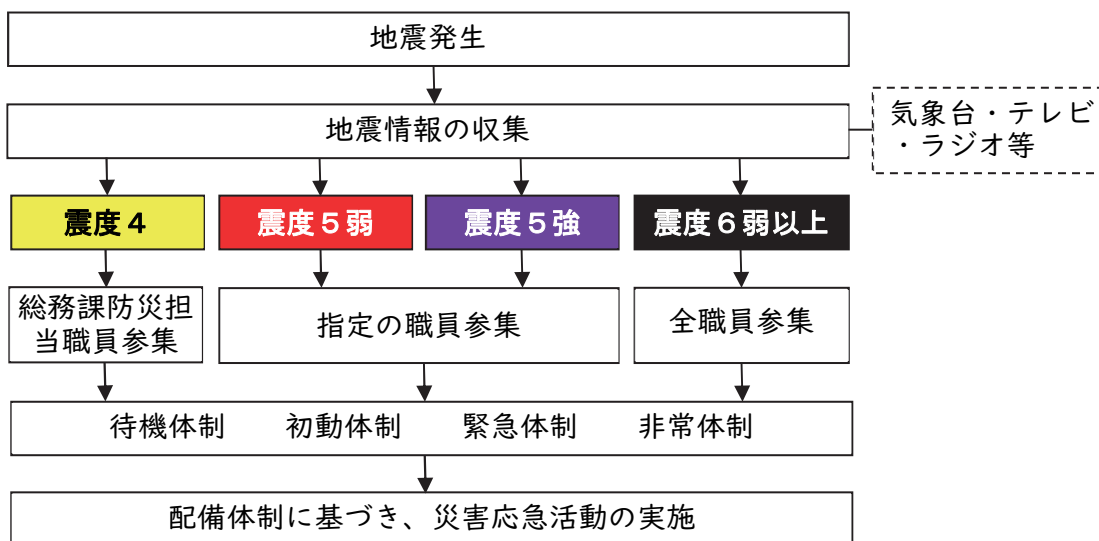 地震発生
地震情報の収集
気象台・テレビ
・ラジオ等
震度4
震度5弱
震度5強
震度6弱以上
総務課防災担
当職員参集
指定の職員参集
全職員参集
待機体制 初動体制 緊急体制 非常体制
配備体制に基づき、災害応急活動の実施